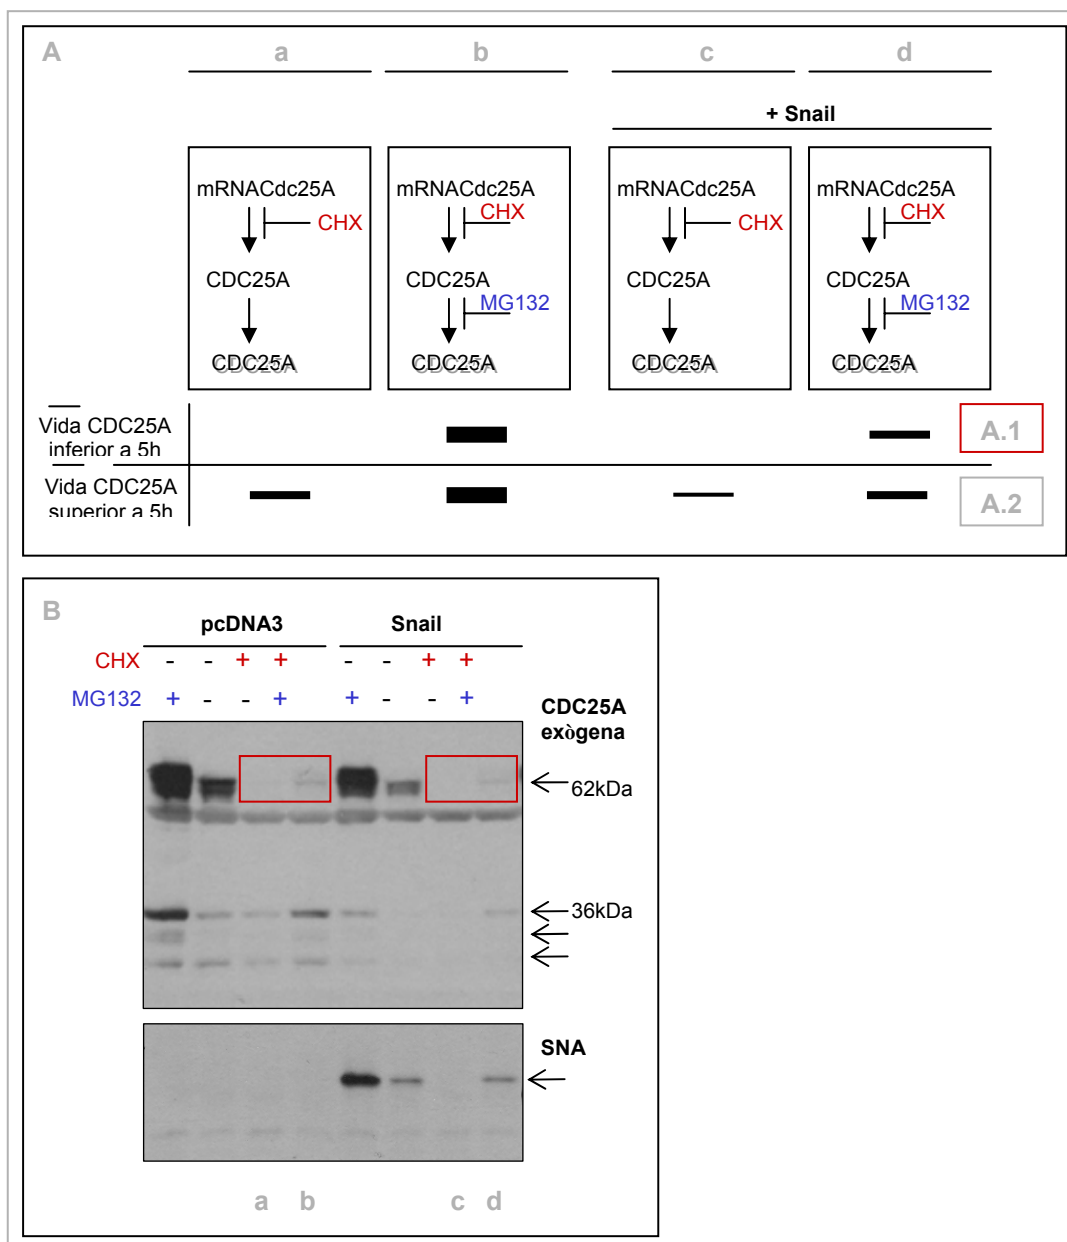 A
a b c d
+ Snail
mRNACdc25A mRNACdc25A mRNACdc25A mRNACdc25A
CHX CHX CHX CHX
CDC25A CDC25A CDC25A CDC25A
MG132 MG132
CDC25A CDC25A CDC25A CDC25A
Vida CDC25A
inferior a 5h
A.1
Vida CDC25A
superior a 5h
A.2
B
pcDNA3 Snail
CHX - - + + - - + +
MG132 + - - + + - - +
CDC25A
exògena
62kDa
36kDa
SNA
a b c d